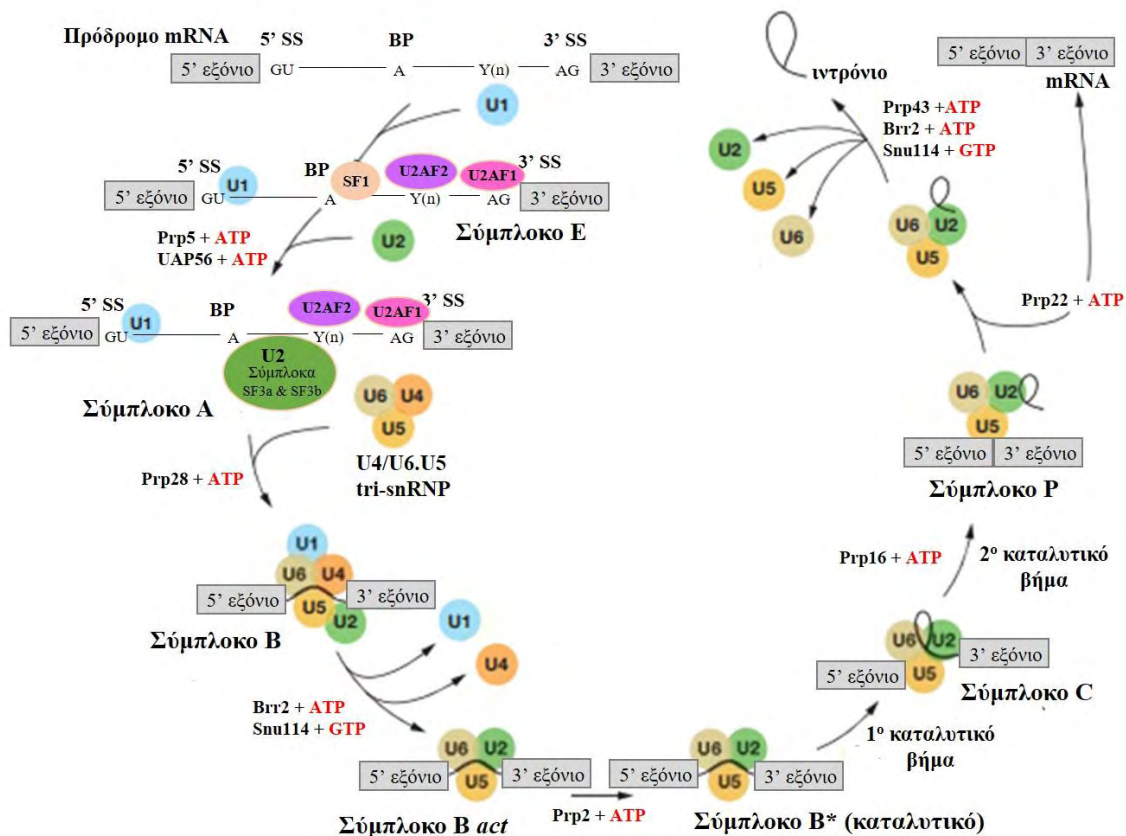 Πρόδρομο mRNA
5’ SS
BP
3’ SS
5’ εξόνιο
GU
A
Y(n)
AG
3’ εξόνιο
U1
5’ SS
BP
3’ SS
5’ εξόνιο
GU
U1
A
SF1
U2AF2
Y(n)
U2AF1
AG
3’ εξόνιο
Σύμπλοκο E
Prp5 + ATP
UAP56 + ATP
U2
5’ SS
BP
3’ SS
5’ εξόνιο
GU
U1
A
U2AF2
Y(n)
U2AF1
AG
3’ εξόνιο
U2
Σύμπλοκα
SF3a & SF3b
Σύμπλοκο A
U6
U4
U5
U4/U6.U5
tri-snRNP
Prp28 + ATP
U1
U6
U4
5’ εξόνιο
3’ εξόνιο
U5
U2
Σύμπλοκο B
U1
U4
Brr2 + ATP
Snu114 + GTP
U6
U2
5’ εξόνιο
3’ εξόνιο
U5
Σύμπλοκο B act
Prp2 + ATP
U6
U2
5’ εξόνιο
3’ εξόνιο
U5
Σύμπλοκο B* (καταλυτικό)
1ο καταλυτικό
βήμα
U6
U2
5’ εξόνιο
3’ εξόνιο
U5
Σύμπλοκο C
Prp16 + ATP
2ο καταλυτικό
βήμα
U6
U2
U5
5’ εξόνιο
3’ εξόνιο
Σύμπλοκο P
Prp22 + ATP
5’ εξόνιο
3’ εξόνιο
mRNA
U6
U2
U5
Prp43 +ATP
Brr2 + ATP
Snu114 + GTP
ιντρόνιο
U2
U5
U6